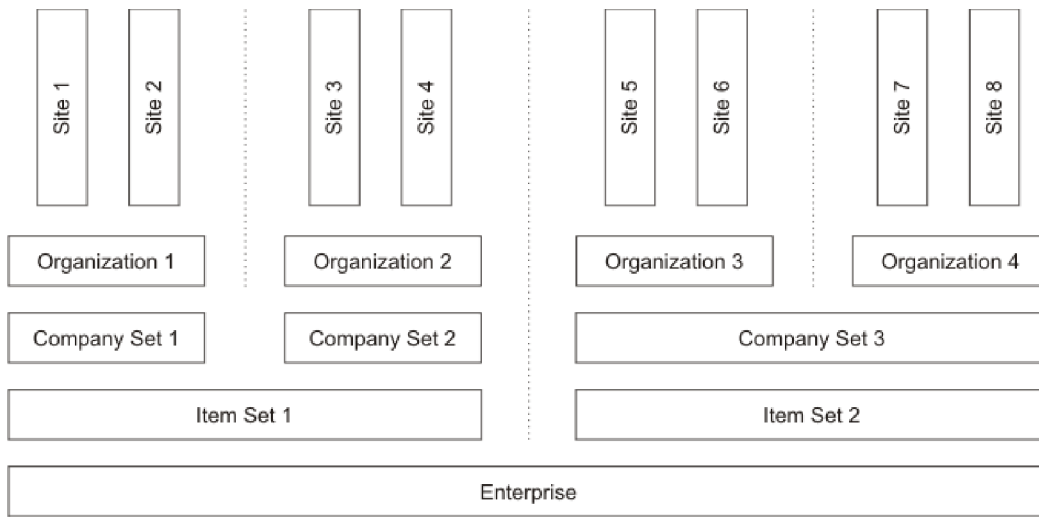 Site 1
Site 2
Site 3
Site 4
Site 5
Site 6
Site 7
Site 8
Organization 1
Organization 2
Organization 3
Organization 4
Company Set 1
Company Set 2
Company Set 3
Item Set 1
Item Set 2
Enterprise